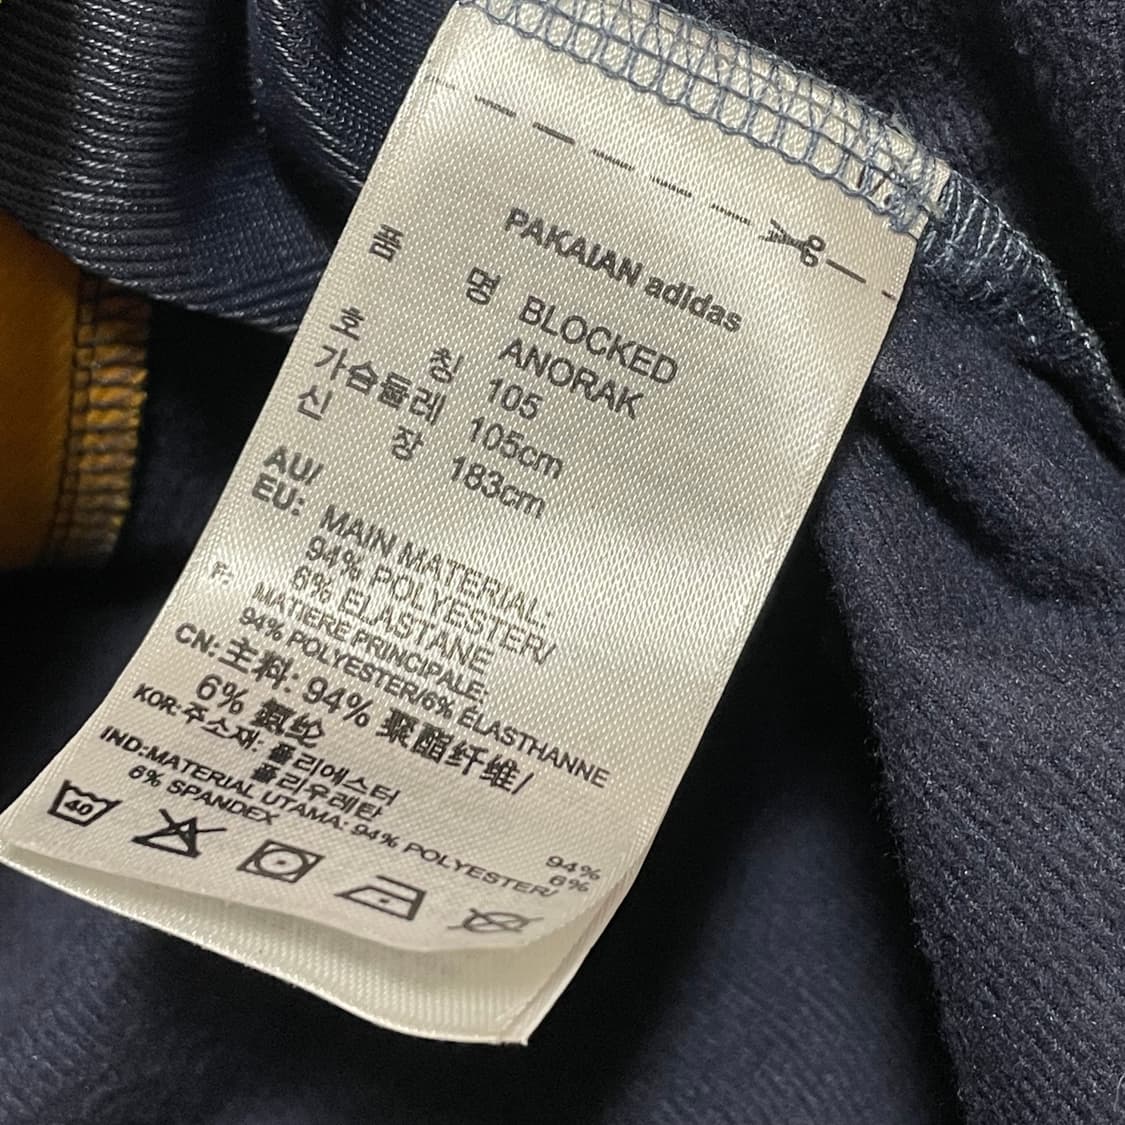 PAKAIAN adidas
품 명 BLOCKED
ANORAK
호 칭 105
가슴둘레 105cm
신 장 183cm
AU/
EU: MAIN MATERIAL:
94% POLYESTER/
6% ELASTANE
F: MATIERE PRINCIPALE:
94% POLYESTER/6% ÉLASTHANNE
CN: 主料: 94% 聚酯纤维/
6% 氨纶
KOR: 주소재: 폴리에스터 94%
폴리우레탄 6%
IND:MATERIAL UTAMA: 94% POLYESTER/
6% SPANDEX
40